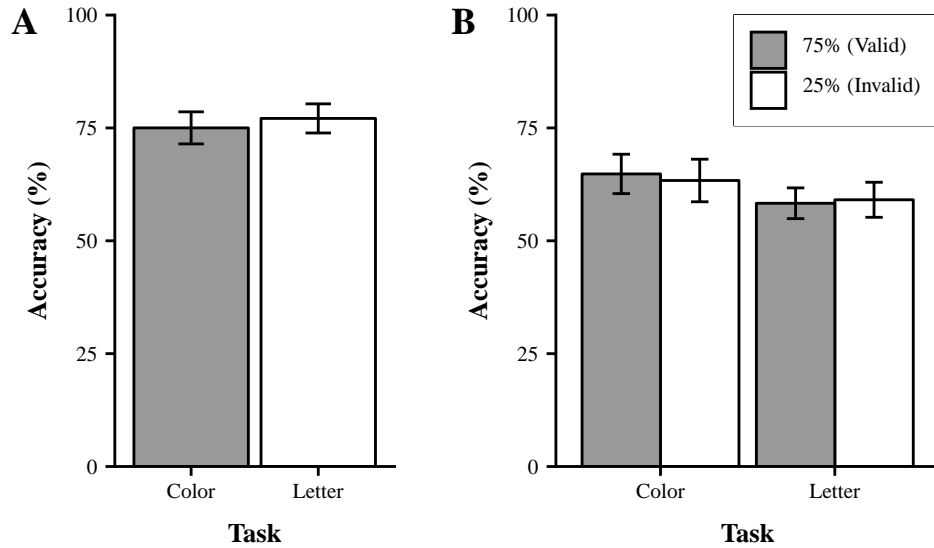 A
Accuracy (%)
100
75
50
25
0
Color
Letter
Task
B
75% (Valid)
25% (Invalid)
Accuracy (%)
100
75
50
25
0
Color
Letter
Task